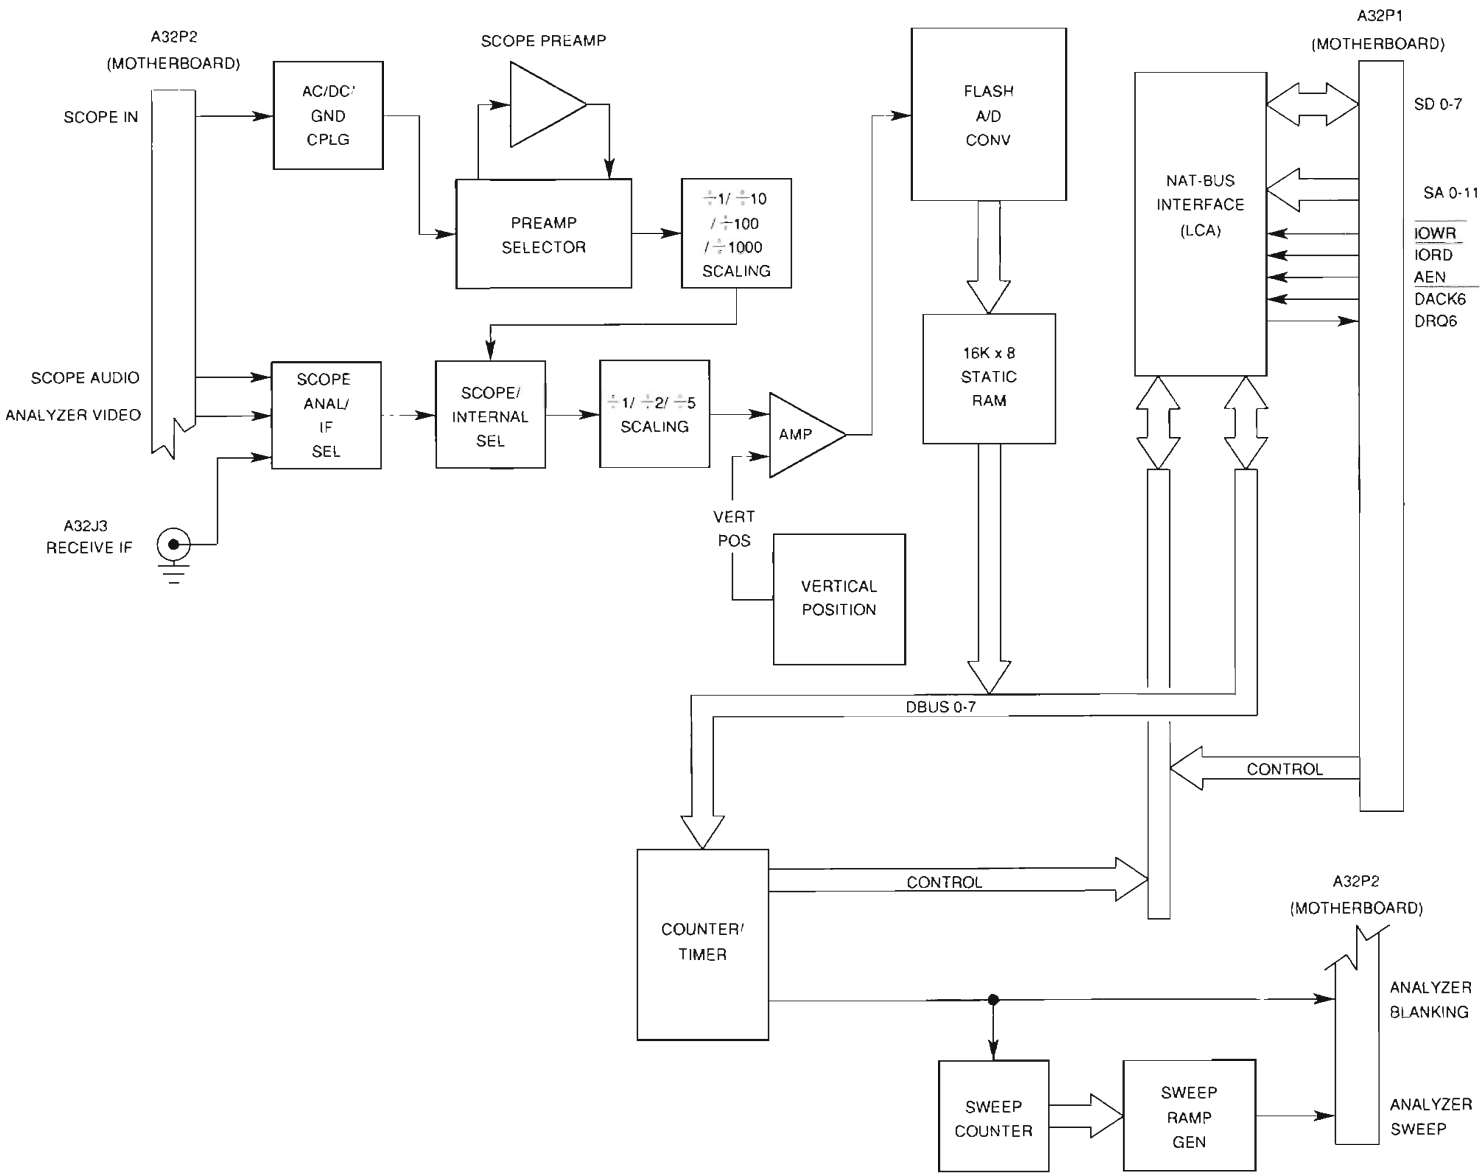 A32P2
(MOTHERBOARD)
SCOPE IN
AC/DC/
GND
CPLG
SCOPE PREAMP
PREAMP
SELECTOR
÷1/ ÷10
/ ÷100
/ ÷1000
SCALING
SCOPE AUDIO
ANALYZER VIDEO
SCOPE
ANAL/
IF
SEL
SCOPE/
INTERNAL
SEL
÷1/ ÷2/ ÷5
SCALING
AMP
A32J3
RECEIVE IF
VERT
POS
VERTICAL
POSITION
FLASH
A/D
CONV
16K x 8
STATIC
RAM
NAT-BUS
INTERFACE
(LCA)
A32P1
(MOTHERBOARD)
SD 0-7
SA 0-11
IOWR
IORD
AEN
DACK6
DRQ6
DBUS 0-7
CONTROL
COUNTER/
TIMER
CONTROL
A32P2
(MOTHERBOARD)
ANALYZER
BLANKING
SWEEP
COUNTER
SWEEP
RAMP
GEN
ANALYZER
SWEEP